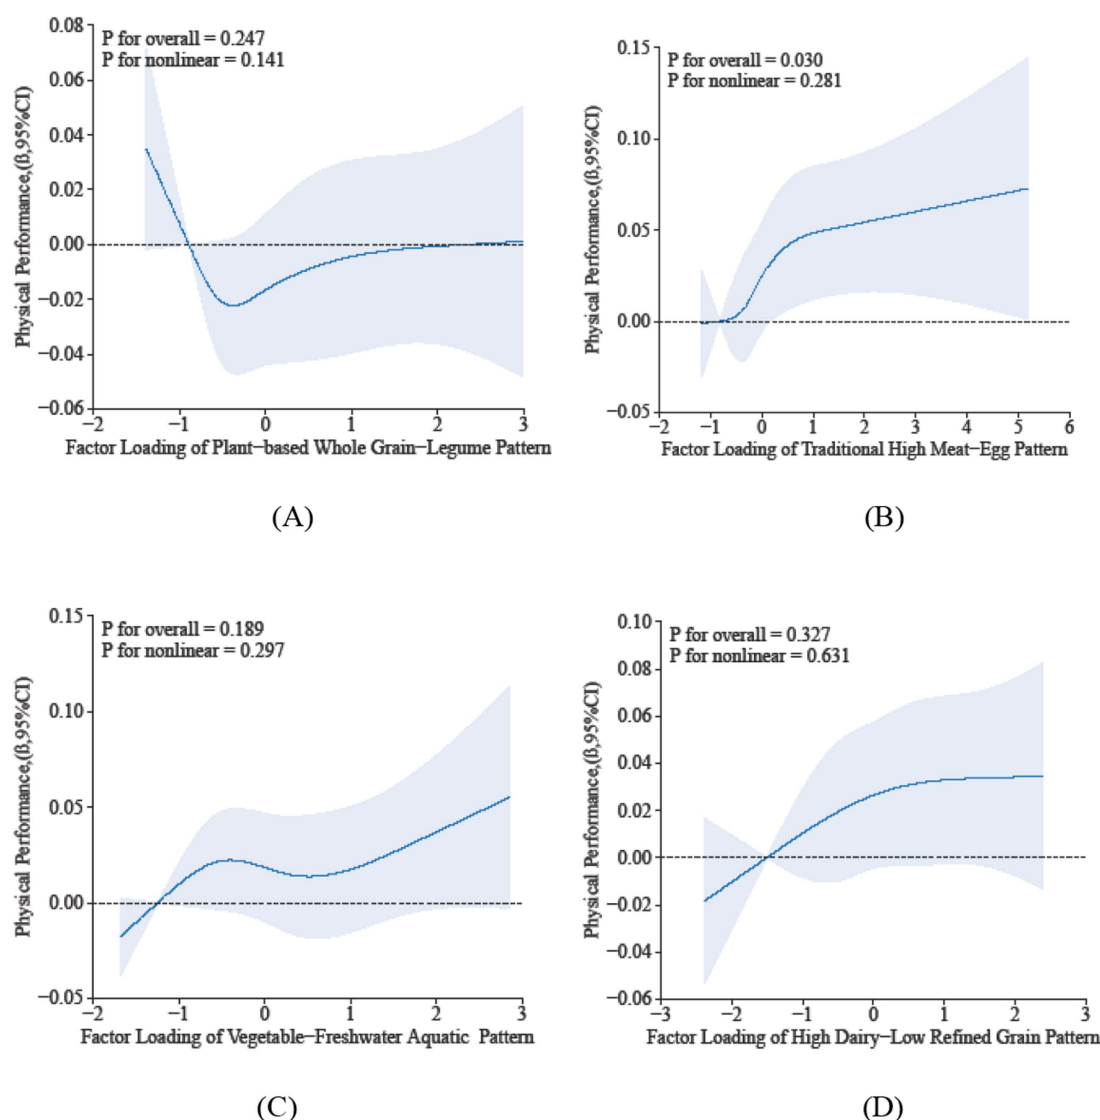 P for overall = 0.247
P for nonlinear = 0.141
Physical Performance,(ß,95%CI)
0.08
0.06
0.04
0.02
0.00
−0.02
−0.04
−0.06
−2 −1 0 1 2 3
Factor Loading of Plant−based Whole Grain−Legume Pattern
(A)
P for overall = 0.030
P for nonlinear = 0.281
Physical Performance,(ß,95%CI)
0.15
0.10
0.05
0.00
−0.05
−2 −1 0 1 2 3 4 5 6
Factor Loading of Traditional High Meat−Egg Pattern
(B)
P for overall = 0.189
P for nonlinear = 0.297
Physical Performance,(ß,95%CI)
0.15
0.10
0.05
0.00
−0.05
−2 −1 0 1 2 3
Factor Loading of Vegetable−Freshwater Aquatic Pattern
(C)
P for overall = 0.327
P for nonlinear = 0.631
Physical Performance,(ß,95%CI)
0.10
0.08
0.06
0.04
0.02
0.00
−0.02
−0.04
−0.06
−3 −2 −1 0 1 2 3
Factor Loading of High Dairy−Low Refined Grain Pattern
(D)